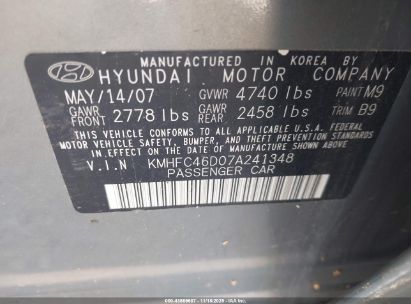 MANUFACTURED IN KOREA BY
HYUNDAI MOTOR COMPANY
MAY/14/07 GVWR 4740 lbs PAINT M9
GAWR FRONT 2778 lbs GAWR REAR 2458 lbs TRIM B9
THIS VEHICLE CONFORMS TO ALL APPLICABLE U.S.A. FEDERAL
MOTOR VEHICLE SAFETY, BUMPER, AND THEFT PREVENTION
STANDARDS IN EFFECT ON THE DATE OF MANUFACTURE SHOWN ABOVE.
V.I.N KMHFC46D07A241348
PASSENGER CAR